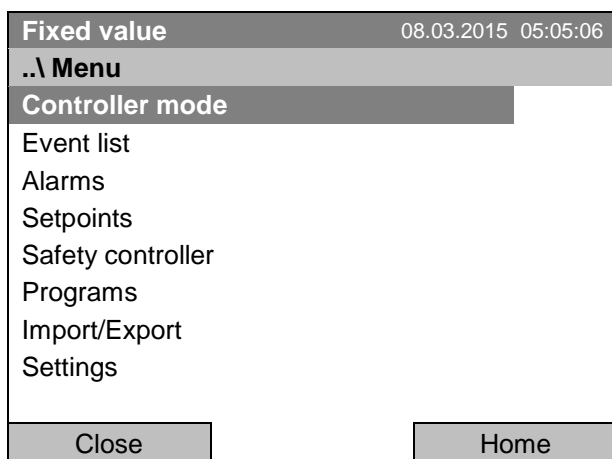 Fixed value 08.03.2015 05:05:06
..\ Menu
Controller mode
Event list
Alarms
Setpoints
Safety controller
Programs
Import/Export
Settings
Close Home